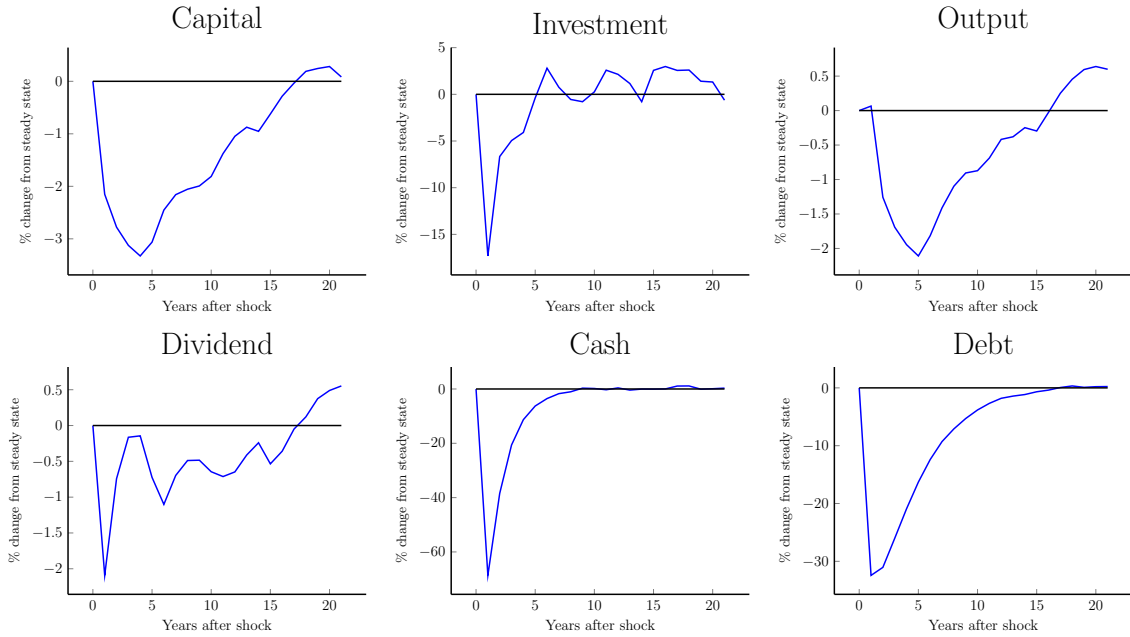 Capital
% change from steady state
0
−1
−2
−3
0 5 10 15 20
Years after shock
Investment
% change from steady state
5
0
−5
−10
−15
0 5 10 15 20
Years after shock
Output
% change from steady state
0.5
0
−0.5
−1
−1.5
−2
0 5 10 15 20
Years after shock
Dividend
% change from steady state
0.5
0
−0.5
−1
−1.5
−2
0 5 10 15 20
Years after shock
Cash
% change from steady state
0
−20
−40
−60
0 5 10 15 20
Years after shock
Debt
% change from steady state
0
−10
−20
−30
0 5 10 15 20
Years after shock